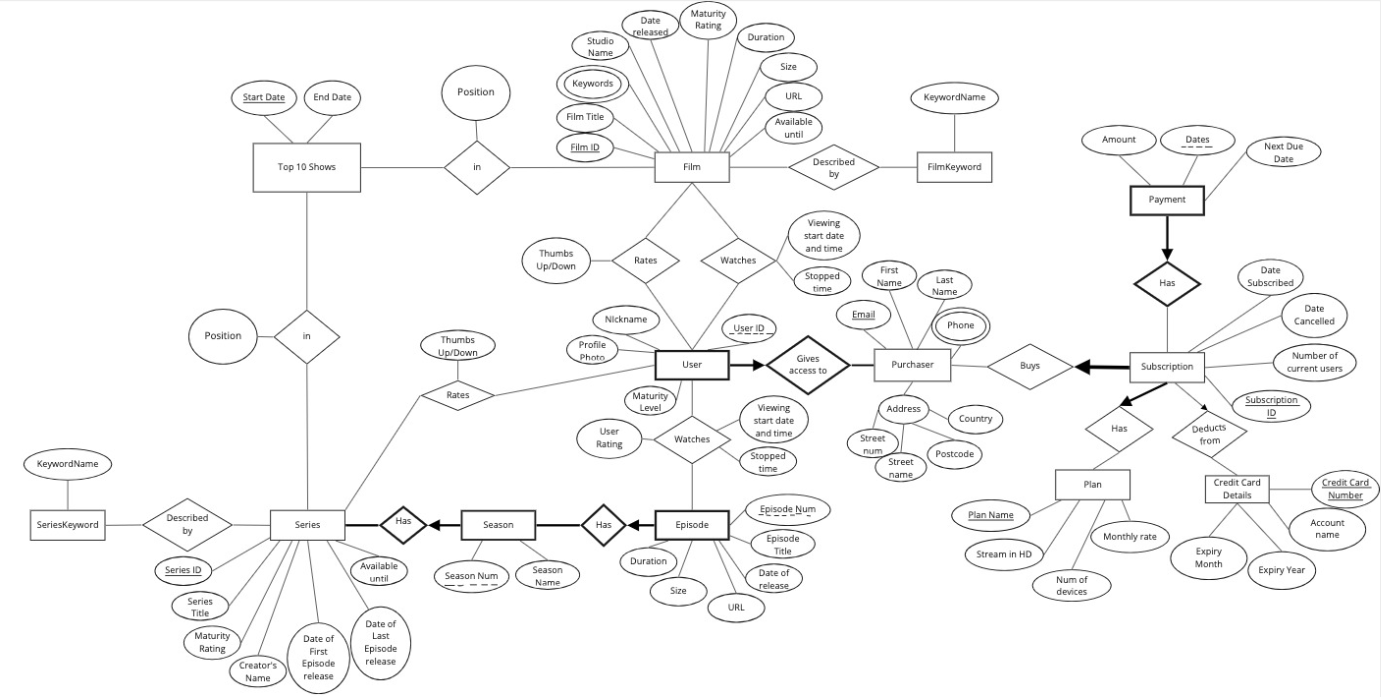 Maturity
Rating
Date
released
Duration
Studio
Name
Size
Keywords
URL
Film Title
Available
until
Film ID
Start Date
End Date
Position
KeywordName
Top 10 Shows
in
Film
Described
by
FilmKeyword
Amount
Dates
Next Due
Date
Payment
Has
Thumbs
Up/Down
Rates
Watches
Viewing
start date
and time
Stopped
time
First
Name
Last
Name
Email
Phone
Date
Subscribed
Date
Cancelled
Number of
current users
Subscription
ID
Position
in
Thumbs
Up/Down
Rates
NIckname
User ID
Profile
Photo
User
Maturity
Level
Gives
access to
Purchaser
Buys
Subscription
Address
Country
Street
num
Street
name
Postcode
Has
Deducts
from
User
Rating
Watches
Viewing
start date
and time
Stopped
time
Plan
Credit Card
Details
Credit Card
Number
Plan Name
Account
name
Stream in HD
Monthly rate
Num of
devices
Expiry
Month
Expiry Year
KeywordName
SeriesKeyword
Described
by
Series
Has
Season
Has
Episode
Episode Num
Episode
Title
Duration
Size
Date of
release
URL
Season Num
Season
Name
Series ID
Available
until
Series
Title
Maturity
Rating
Creator's
Name
Date of
First
Episode
release
Date of
Last
Episode
release